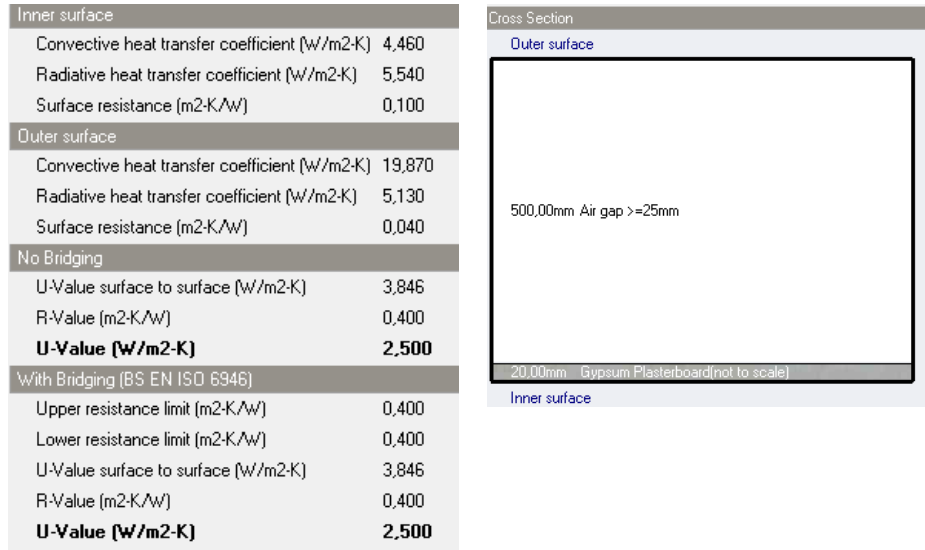 Inner surface
Convective heat transfer coefficient (W/m2-K) 4,460
Radiative heat transfer coefficient (W/m2-K) 5,540
Surface resistance (m2-K/W) 0,100
Outer surface
Convective heat transfer coefficient (W/m2-K) 19,870
Radiative heat transfer coefficient (W/m2-K) 5,130
Surface resistance (m2-K/W) 0,040
No Bridging
U-Value surface to surface (W/m2-K) 3,846
R-Value (m2-K/W) 0,400
U-Value (W/m2-K) 2,500
With Bridging (BS EN ISO 6946)
Upper resistance limit (m2-K/W) 0,400
Lower resistance limit (m2-K/W) 0,400
U-Value surface to surface (W/m2-K) 3,846
R-Value (m2-K/W) 0,400
U-Value (W/m2-K) 2,500
Cross Section
Outer surface
500,00mm Air gap >=25mm
20,00mm Gypsum Plasterboard(not to scale)
Inner surface